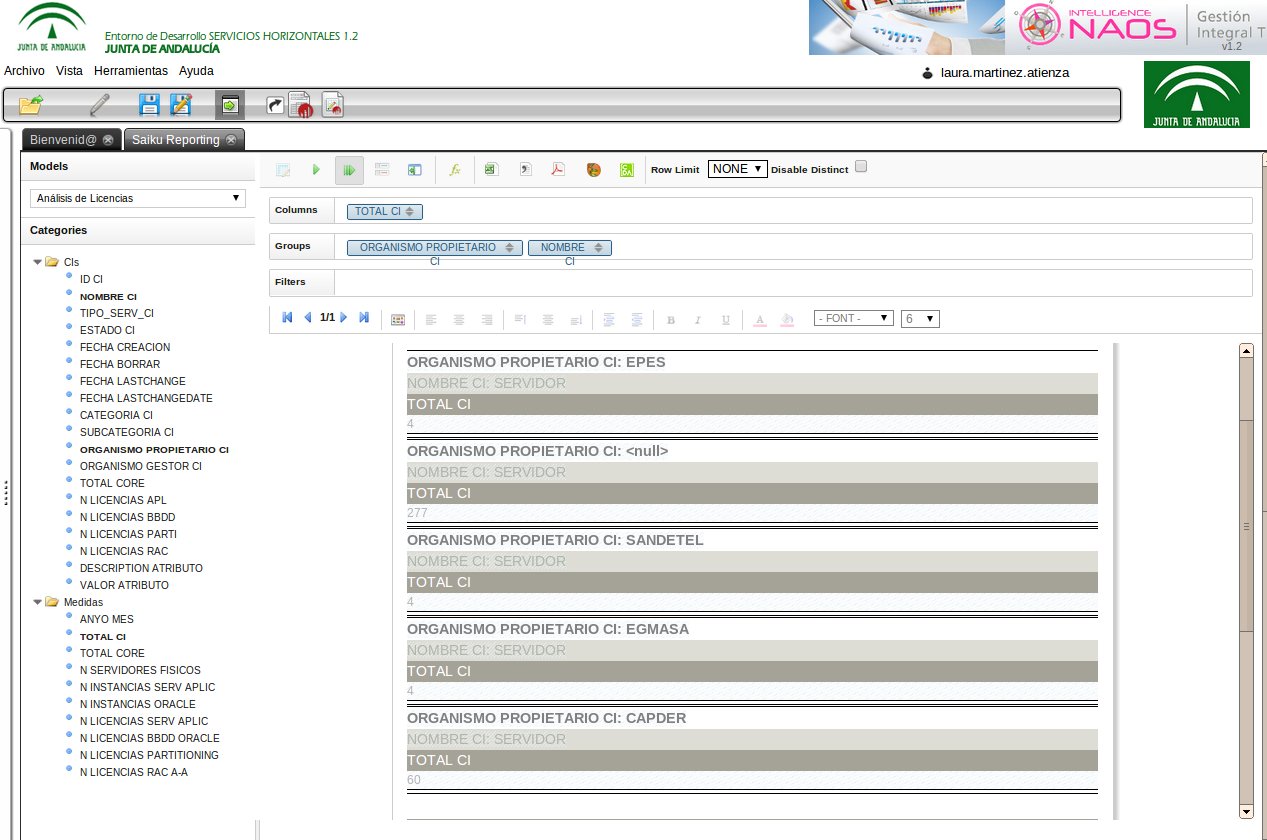 JUNTA DE ANDALUCIA
Entorno de Desarrollo SERVICIOS HORIZONTALES 1.2
JUNTA DE ANDALUCÍA
INTELLIGENCE
NAOS
Gestión
Integral T
v1.2
Archivo Vista Herramientas Ayuda
laura.martinez.atienza
JUNTA DE ANDALUCIA
Bienvenid@ Saiku Reporting
Models
Análisis de Licencias
Categories
CIs
ID CI
NOMBRE CI
TIPO_SERV_CI
ESTADO CI
FECHA CREACION
FECHA BORRAR
FECHA LASTCHANGE
FECHA LASTCHANGEDATE
CATEGORIA CI
SUBCATEGORIA CI
ORGANISMO PROPIETARIO CI
ORGANISMO GESTOR CI
TOTAL CORE
N LICENCIAS APL
N LICENCIAS BBDD
N LICENCIAS PARTI
N LICENCIAS RAC
DESCRIPTION ATRIBUTO
VALOR ATRIBUTO
Medidas
ANYO MES
TOTAL CI
TOTAL CORE
N SERVIDORES FISICOS
N INSTANCIAS SERV APLIC
N INSTANCIAS ORACLE
N LICENCIAS SERV APLIC
N LICENCIAS BBDD ORACLE
N LICENCIAS PARTITIONING
N LICENCIAS RAC A-A
Row Limit NONE Disable Distinct
Columns TOTAL CI
Groups ORGANISMO PROPIETARIO CI NOMBRE CI
Filters
1/1 B I U A - FONT - 6
ORGANISMO PROPIETARIO CI: EPES
NOMBRE CI: SERVIDOR
TOTAL CI
4
ORGANISMO PROPIETARIO CI: <null>
NOMBRE CI: SERVIDOR
TOTAL CI
277
ORGANISMO PROPIETARIO CI: SANDETEL
NOMBRE CI: SERVIDOR
TOTAL CI
4
ORGANISMO PROPIETARIO CI: EGMASA
NOMBRE CI: SERVIDOR
TOTAL CI
4
ORGANISMO PROPIETARIO CI: CAPDER
NOMBRE CI: SERVIDOR
TOTAL CI
60